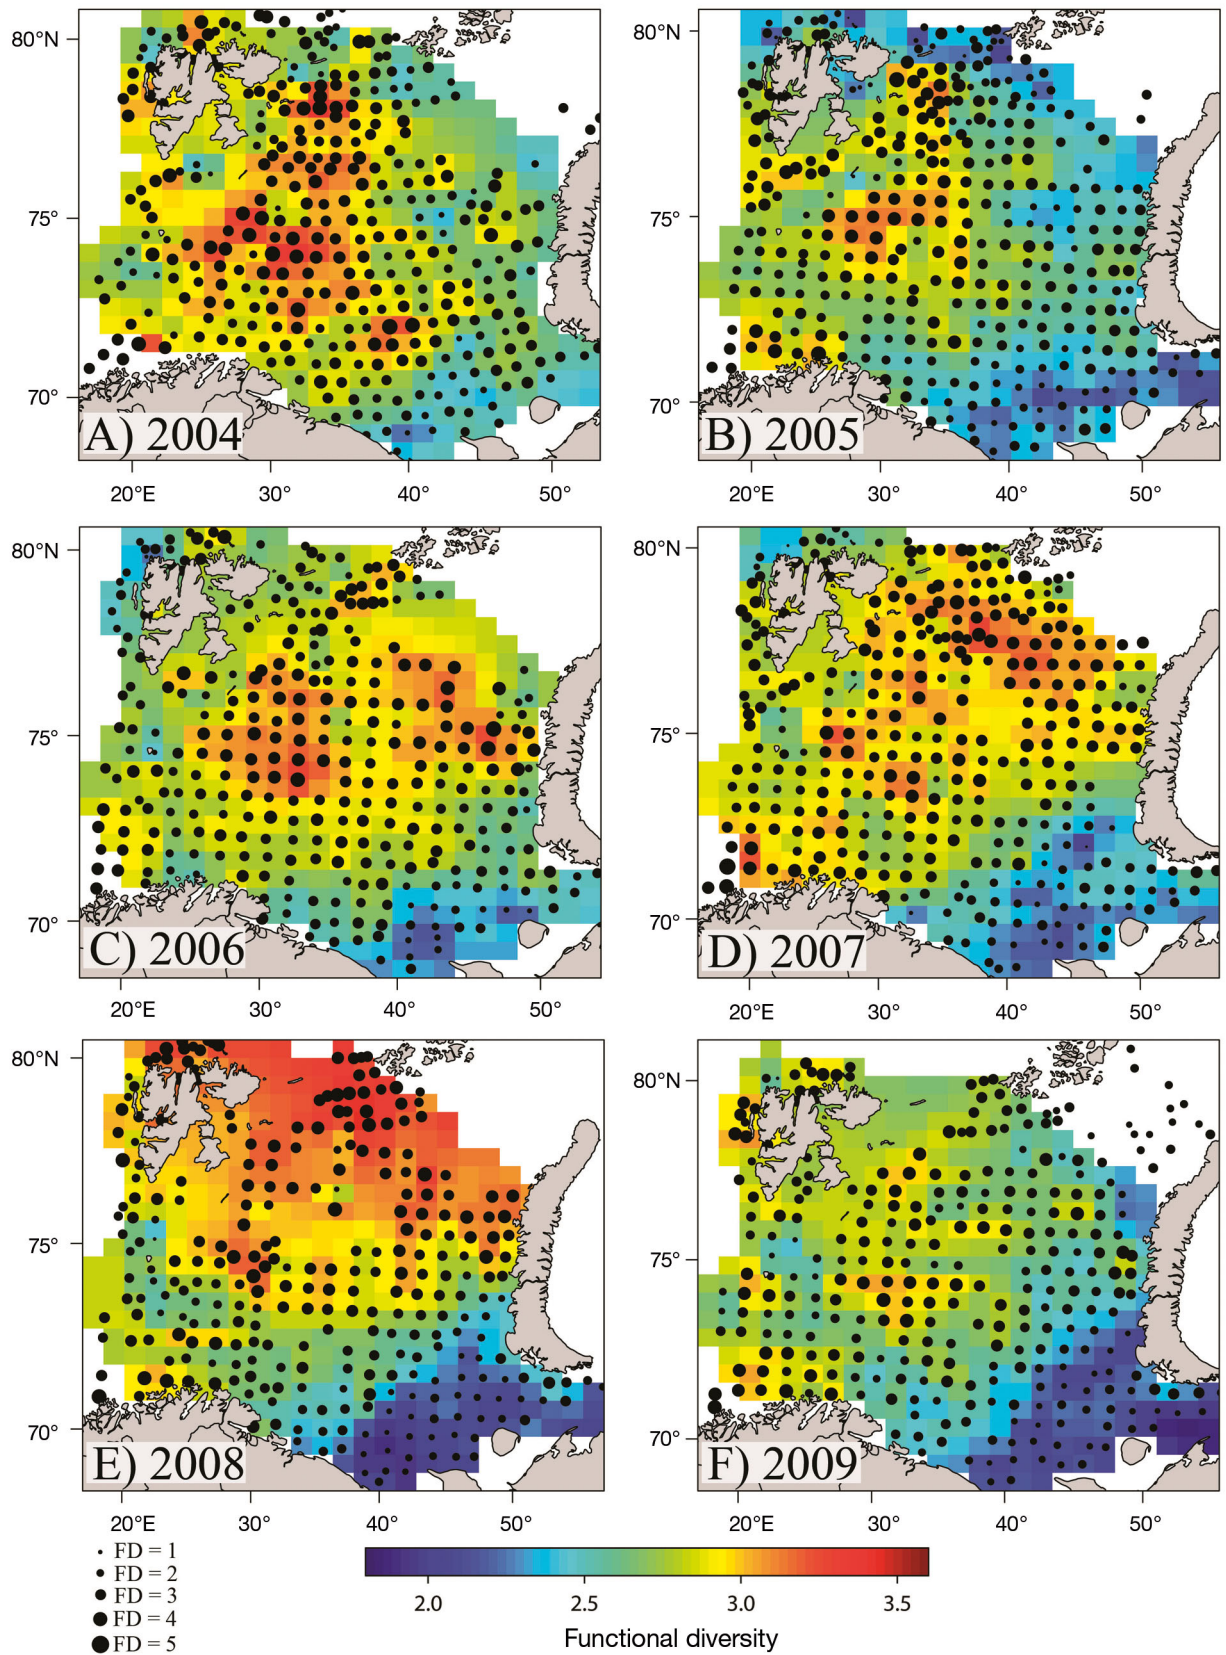 80°N
75°
70°
A) 2004
20°E 30° 40° 50°
80°N
75°
70°
B) 2005
20°E 30° 40° 50°
80°N
75°
70°
C) 2006
20°E 30° 40° 50°
80°N
75°
70°
D) 2007
20°E 30° 40° 50°
80°N
75°
70°
E) 2008
20°E 30° 40° 50°
80°N
75°
70°
F) 2009
20°E 30° 40° 50°
FD = 1
FD = 2
FD = 3
FD = 4
FD = 5
2.0 2.5 3.0 3.5
Functional diversity